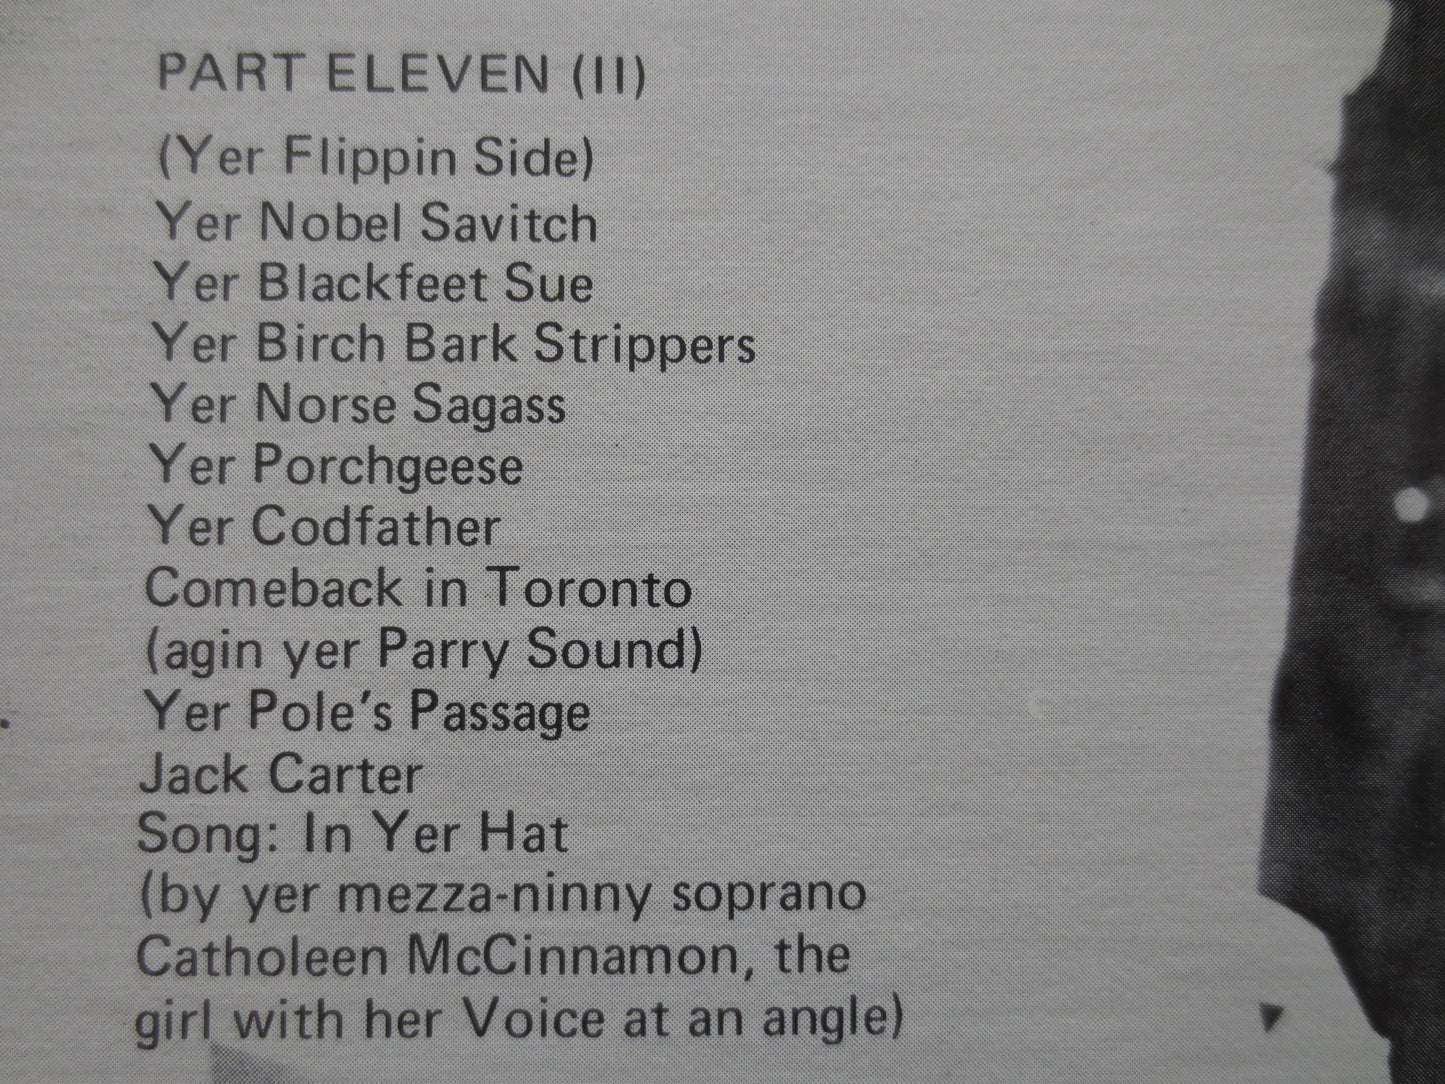 PART ELEVEN (II)
(Yer Flippin Side)
Yer Nobel Savitch
Yer Blackfeet Sue
Yer Birch Bark Strippers
Yer Norse Sagass
Yer Porchgeese
Yer Codfather
Comeback in Toronto
(agin yer Parry Sound)
Yer Pole's Passage
Jack Carter
Song: In Yer Hat
(by yer mezza-ninny soprano
Catholeen McCinnamon, the
girl with her Voice at an angle)